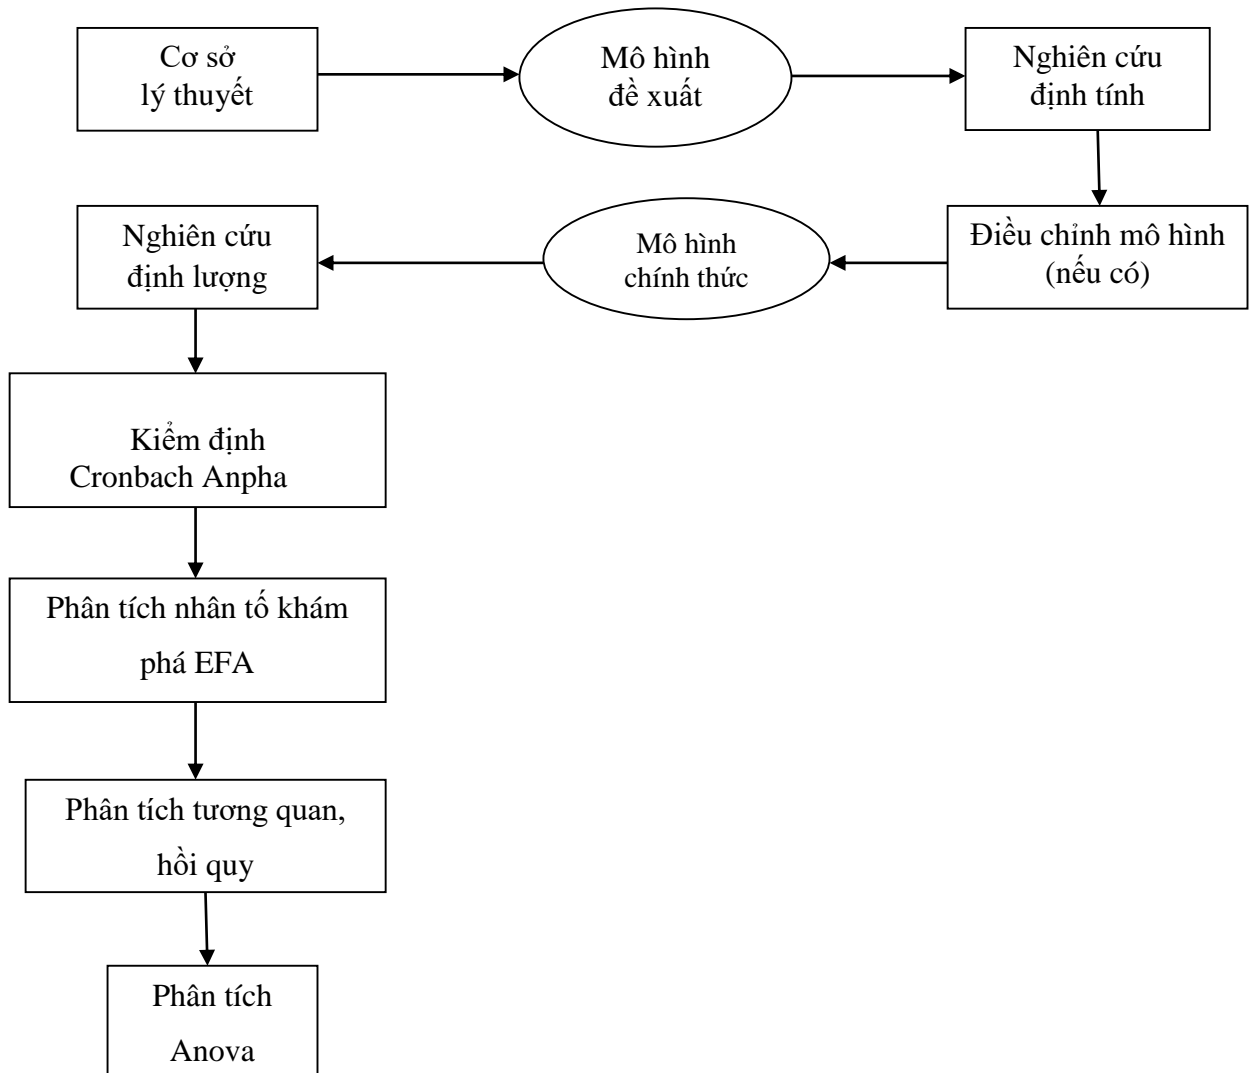 Cơ sở
lý thuyết
Mô hình
đề xuất
Nghiên cứu
định tính
Điều chỉnh mô hình
(nếu có)
Mô hình
chính thức
Nghiên cứu
định lượng
Kiểm định
Cronbach Anpha
Phân tích nhân tố khám
phá EFA
Phân tích tương quan,
hồi quy
Phân tích
Anova